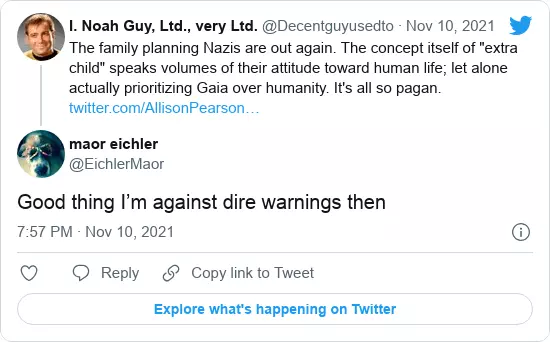 I. Noah Guy, Ltd., very Ltd. @Decentguyusedto · Nov 10, 2021
The family planning Nazis are out again. The concept itself of "extra
child" speaks volumes of their attitude toward human life; let alone
actually prioritizing Gaia over humanity. It's all so pagan.
twitter.com/AllisonPearson…
maor eichler
@EichlerMaor
Good thing I’m against dire warnings then
7:57 PM · Nov 10, 2021
Reply
Copy link to Tweet
Explore what's happening on Twitter